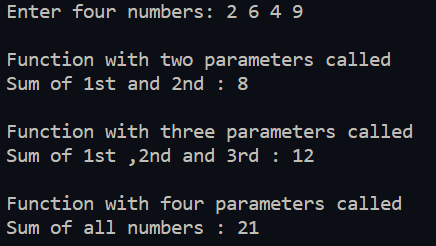 Enter four numbers: 2 6 4 9
Function with two parameters called
Sum of 1st and 2nd : 8
Function with three parameters called
Sum of 1st ,2nd and 3rd : 12
Function with four parameters called
Sum of all numbers : 21